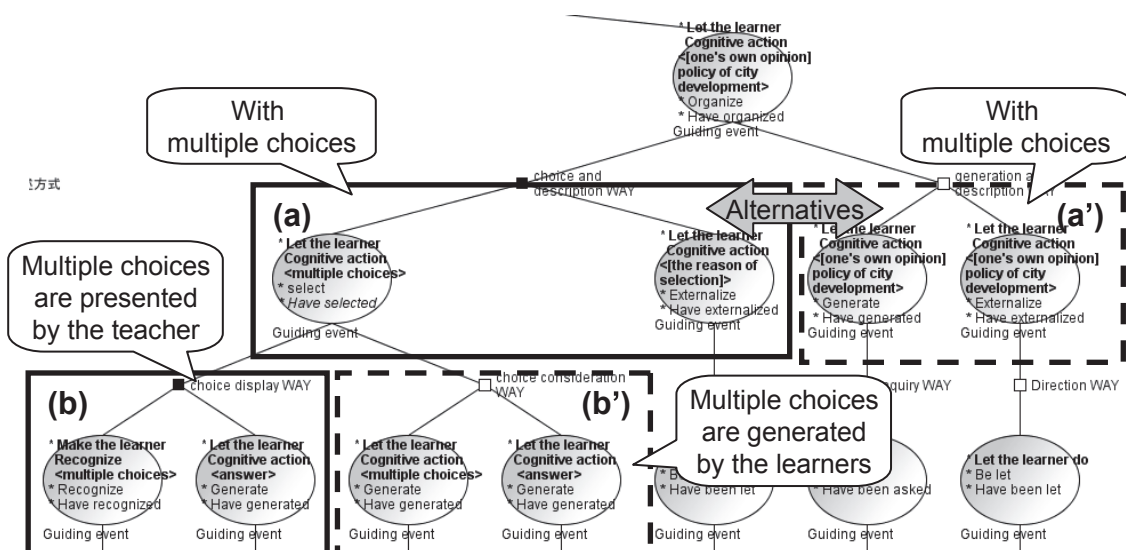 * Let the learner
Cognitive action
<[one's own opinion]
policy of city
development>
* Organize
* Have organized
Guiding event
With
multiple choices
With
multiple choices
方式
choice and
description WAY
generation a
description WAY
Alternatives
(a)
(a')
* Let the learner
Cognitive action
<multiple choices>
* select
* Have selected
Guiding event
* Let the learner
Cognitive action
<[the reason of
selection]>
* Externalize
* Have externalized
Guiding event
* Let the learner
Cognitive action
<[one's own opinion]
policy of city
development>
* Generate
* Have generated
Guiding event
* Let the learner
Cognitive action
<[one's own opinion]
policy of city
development>
* Externalize
* Have externalized
Guiding event
Multiple choices
are presented
by the teacher
choice display WAY
choice consideration
WAY
nquiry WAY
Direction WAY
(b)
(b')
Multiple choices
are generated
by the learners
* Make the learner
Recognize
<multiple choices>
* Recognize
* Have recognized
Guiding event
* Let the learner
Cognitive action
<answer>
* Generate
* Have generated
Guiding event
* Let the learner
Cognitive action
<multiple choices>
* Generate
* Have generated
Guiding event
* Let the learner
Cognitive action
<answer>
* Generate
* Have generated
Guiding event
* Have been let
Guiding event
* Have been asked
Guiding event
* Let the learner do
* Be let
* Have been let
Guiding event